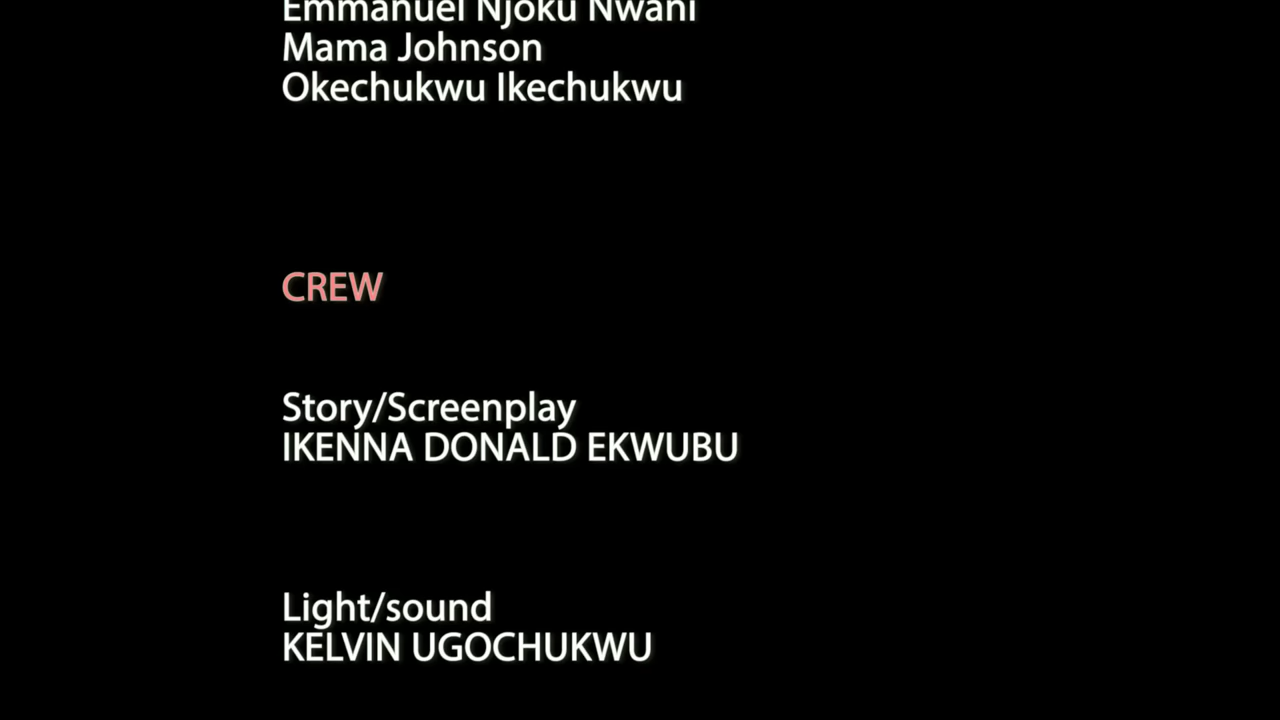 Emmanuel Njoku Nwani
Mama Johnson
Okechukwu Ikechukwu
CREW
Story/Screenplay
IKENNA DONALD EKWUBU
Light/sound
KELVIN UGOCHUKWU